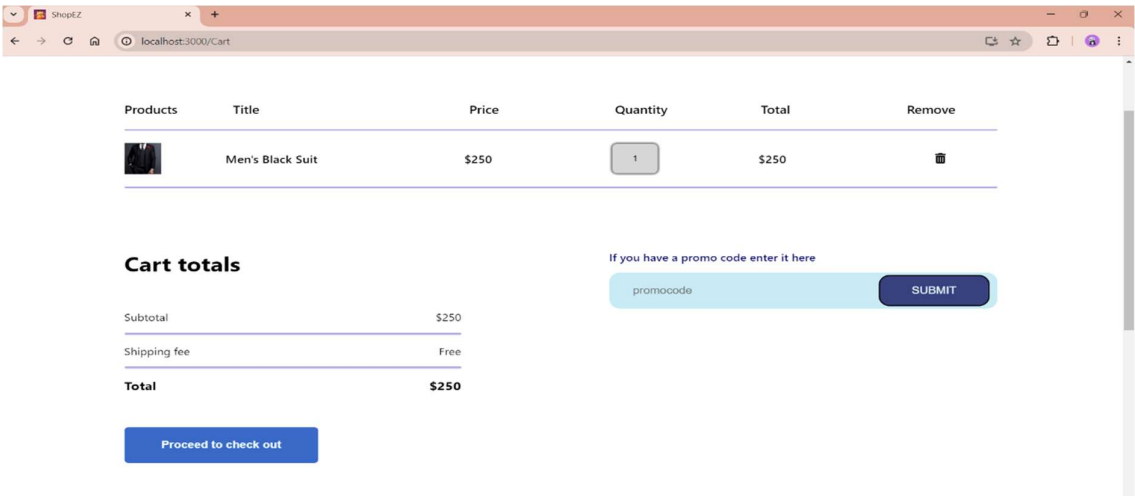 ShopEZ
localhost:3000/Cart
Products Title Price Quantity Total Remove
Men's Black Suit $250 1 $250
Cart totals
If you have a promo code enter it here
promocode SUBMIT
Subtotal $250
Shipping fee Free
Total $250
Proceed to check out